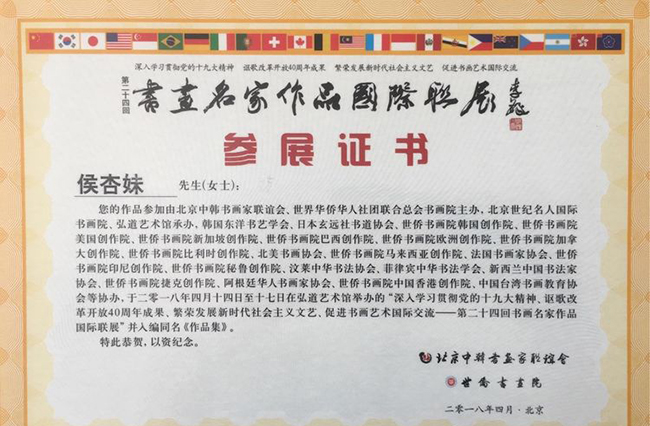 深入学习贯彻党的十九大精神 讴歌改革开放40周年成果 繁荣发展新时代社会主义文艺 促进书画艺术国际交流
第二十四回
书画名家作品國際联展
参展证书
侯杏妹 先生(女士)：
您的作品参加由北京中韩书画家联谊会、世界华侨华人社团联合总会书画院主办，北京世纪名人国际
书画院、弘道艺术馆承办，韩国东洋书艺学会、日本玄远社书道协会、世侨书画院韩国创作院、世侨书画院
美国创作院、世侨书画院新加坡创作院、世侨书画院巴西创作院、世侨书画院欧洲创作院、世侨书画院加拿
大创作院、世侨书画院比利时创作院、北美书画协会、世侨书画院马来西亚创作院、法国书画家协会、世侨
书画院印尼创作院、世侨书画院秘鲁创作院、汶莱中华书法协会、菲律宾中华书法学会、新西兰中国书法家
协会、世侨书画院捷克创作院、阿根廷华人书画家协会、世侨书画院中国香港创作院、中国台湾书画教育协
会等协办，于二零一八年四月十四日至十七日在弘道艺术馆举办的“深入学习贯彻党的十九大精神、讴歌改
革开放40周年成果、繁荣发展新时代社会主义文艺、促进书画艺术国际交流——第二十四回书画名家作品
国际联展”并入编同名《作品集》。
特此恭贺，以资纪念。
北京中韩书画家联谊会
世侨书画院
二零一八年四月·北京